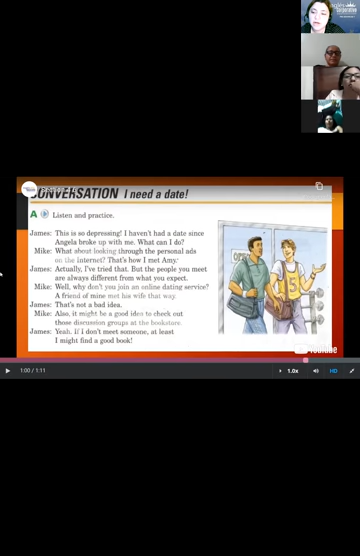 CONVERSATION I need a date!
A Listen and practice.
James: This is so depressing! I haven't had a date since
Angela broke up with me. What can I do?
Mike: What about looking through the personal ads
on the Internet? That's how I met Amy.
James: Actually, I've tried that. But the people you meet
are always different from what you expect.
Mike: Well, why don't you join an online dating service?
A friend of mine met his wife that way.
James: That's not a bad idea.
Mike: Also, it might be a good idea to check out
those discussion groups at the bookstore.
James: Yeah. If I don't meet someone, at least
I might find a good book!
YouTube
1:00 / 1:11
1.0x
HD